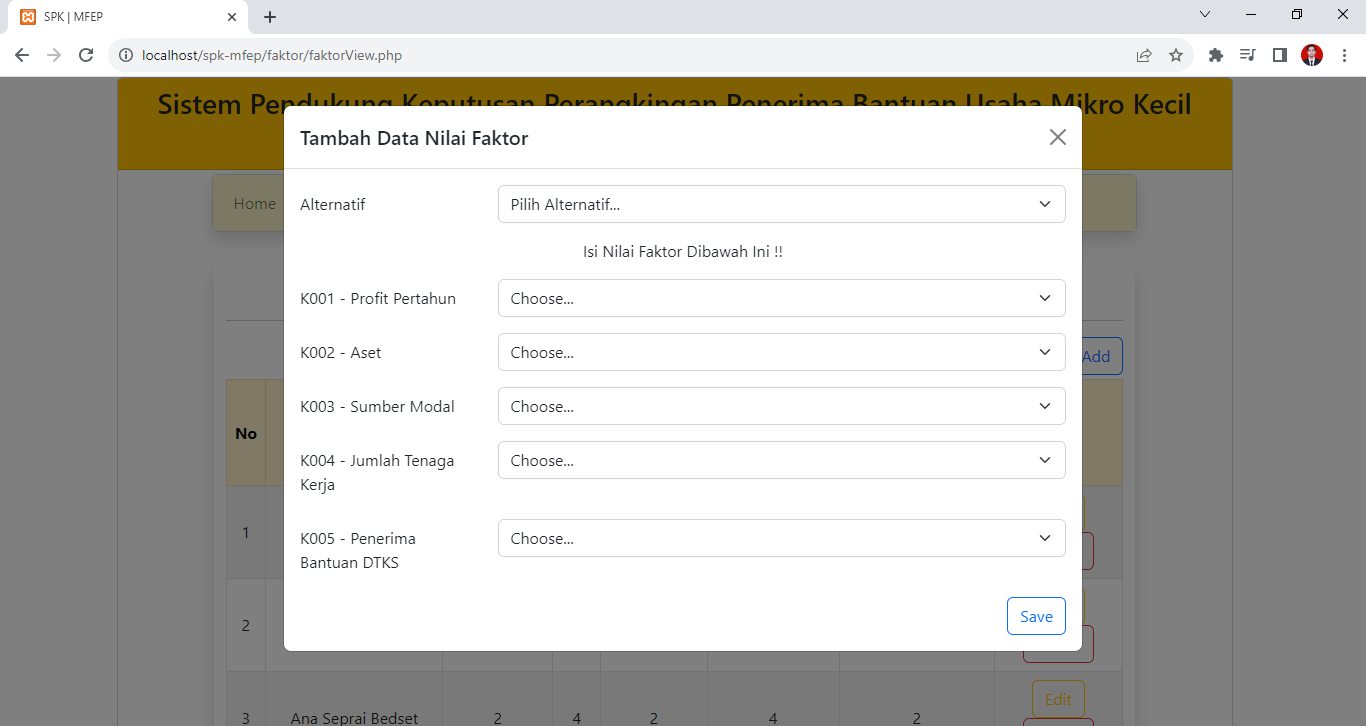 SPK | MFEP
localhost/spk-mfep/faktor/faktorView.php
Sistem Pendukung Keputusan Perangkingan Penerima Bantuan Usaha Mikro Kecil
Tambah Data Nilai Faktor
Home
Alternatif
Pilih Alternatif...
Isi Nilai Faktor Dibawah Ini !!
K001 - Profit Pertahun
Choose...
K002 - Aset
Choose...
Add
K003 - Sumber Modal
Choose...
No
K004 - Jumlah Tenaga
Kerja
Choose...
1
K005 - Penerima
Bantuan DTKS
Choose...
Save
2
Edit
3 Ana Seprai Bedset 2 4 2 4 2